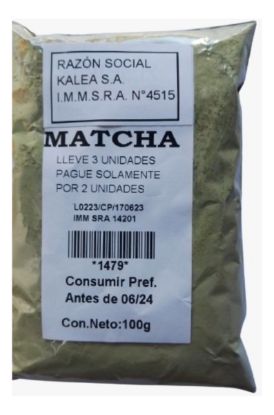 RAZÓN SOCIAL
KALEA S.A.
I.M.M.S.R.A. N°4515
MATCHA
LLEVE 3 UNIDADES
PAGUE SOLAMENTE
POR 2 UNIDADES
L0223/CP/170623
IMM SRA 14201
*1479*
Consumir Pref.
Antes de 06/24
Con.Neto:100g